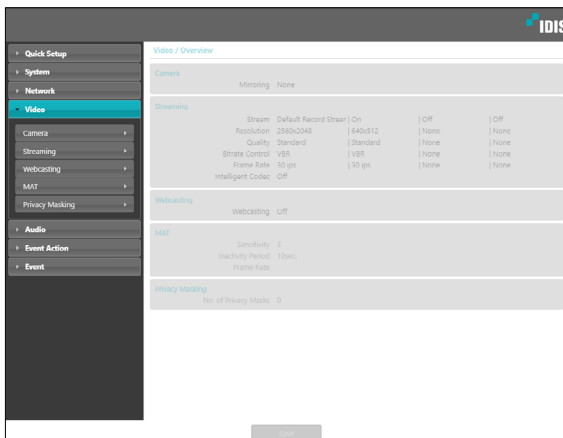 IDIS
Quick Setup
System
Network
Video
Camera
Streaming
Webcasting
MAT
Privacy Masking
Audio
Event Action
Event
Video / Overview
Camera
Mirroring None
Streaming
Stream Default Record Strear | On | Off | Off
Resolution 2560x2048 | 640x512 | None | None
Quality Standard | Standard | None | None
Bitrate Control VBR | VBR | None | None
Frame Rate 30 ips | 30 ips | None | None
Intelligent Codec Off
Webcasting
Webcasting Off
MAT
Sensitivity 3
Inactivity Period 10sec.
Frame Rate
Privacy Masking
No. of Privacy Masks 0
Save